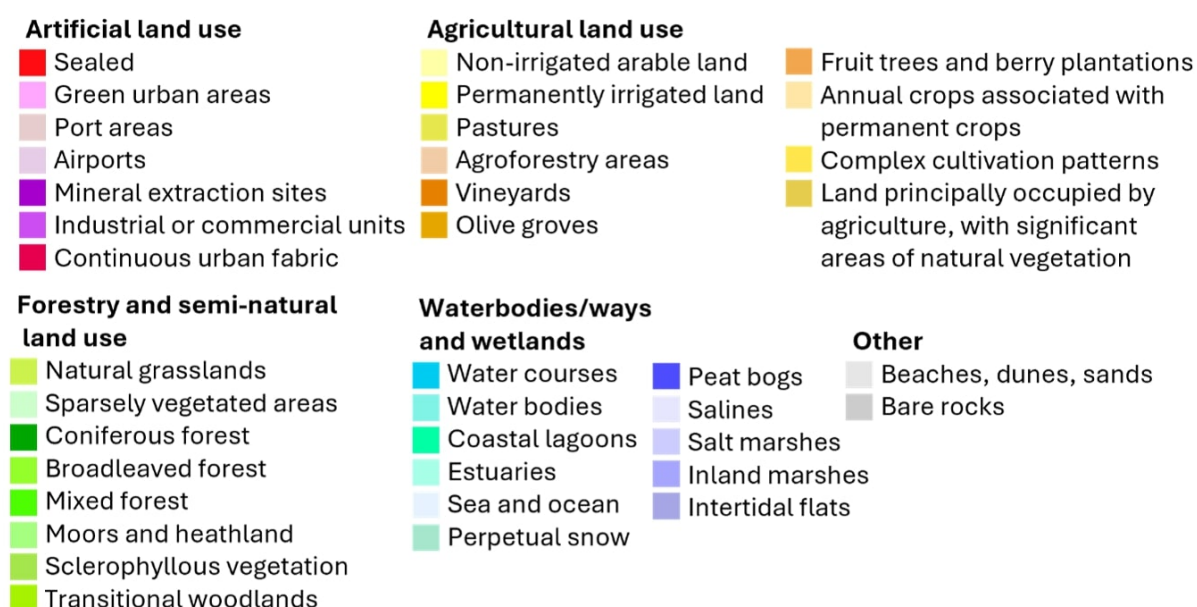 Artificial land use
Sealed
Green urban areas
Port areas
Airports
Mineral extraction sites
Industrial or commercial units
Continuous urban fabric
Agricultural land use
Non-irrigated arable land
Permanently irrigated land
Pastures
Agroforestry areas
Vineyards
Olive groves
Fruit trees and berry plantations
Annual crops associated with
permanent crops
Complex cultivation patterns
Land principally occupied by
agriculture, with significant
areas of natural vegetation
Forestry and semi-natural
land use
Natural grasslands
Sparsely vegetated areas
Coniferous forest
Broadleaved forest
Mixed forest
Moors and heathland
Sclerophyllous vegetation
Transitional woodlands
Waterbodies/ways
and wetlands
Water courses
Water bodies
Coastal lagoons
Estuaries
Sea and ocean
Perpetual snow
Peat bogs
Salines
Salt marshes
Inland marshes
Intertidal flats
Other
Beaches, dunes, sands
Bare rocks